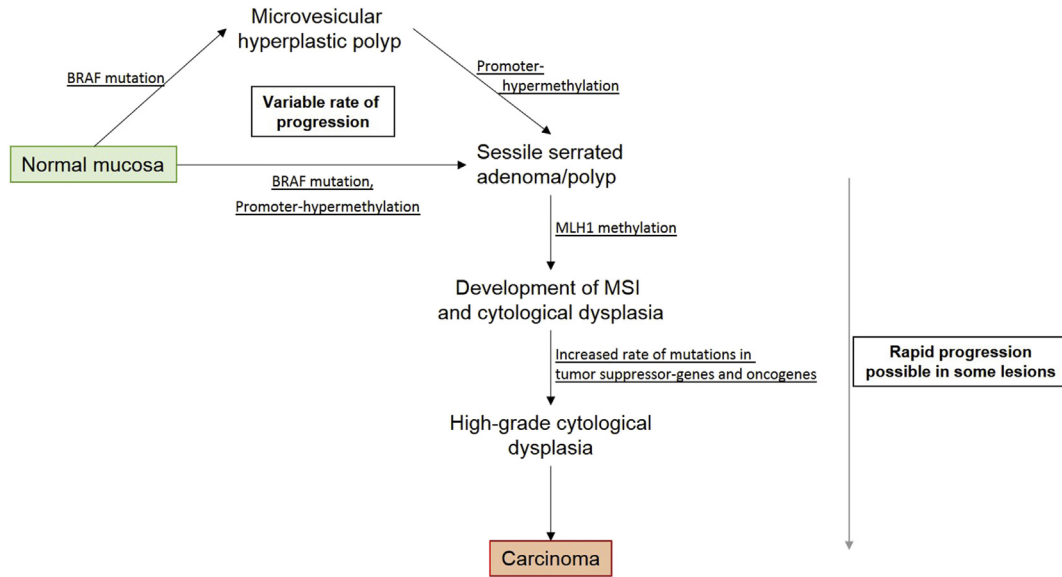 Microvesicular
hyperplastic polyp
BRAF mutation
Promoter-
hypermethylation
Variable rate of
progression
Normal mucosa
Sessile serrated
adenoma/polyp
BRAF mutation,
Promoter-hypermethylation
MLH1 methylation
Development of MSI
and cytological dysplasia
Increased rate of mutations in
tumor suppressor-genes and oncogenes
Rapid progression
possible in some lesions
High-grade cytological
dysplasia
Carcinoma